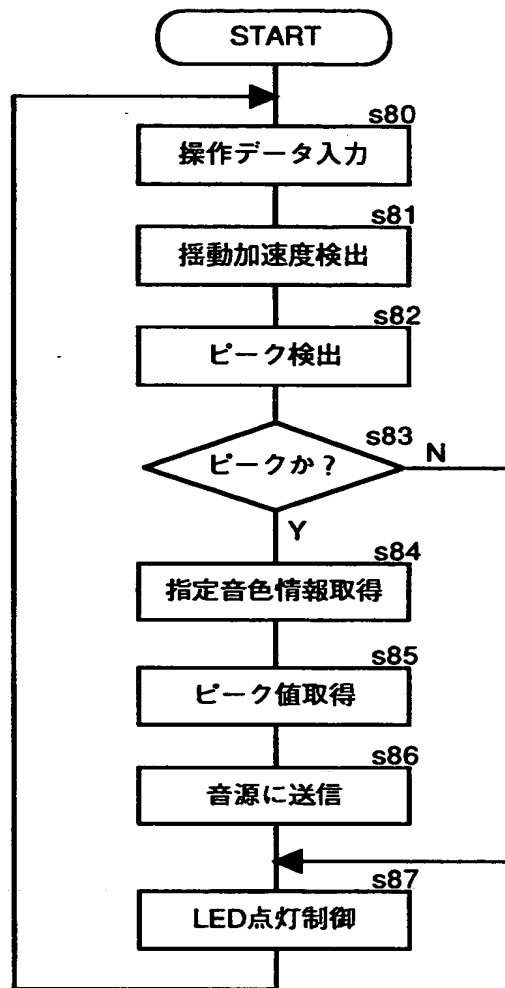 START
s80
操作データ入力
s81
揺動加速度検出
s82
ピーク検出
s83
ピークか？
N
Y
s84
指定音色情報取得
s85
ピーク値取得
s86
音源に送信
s87
LED点灯制御